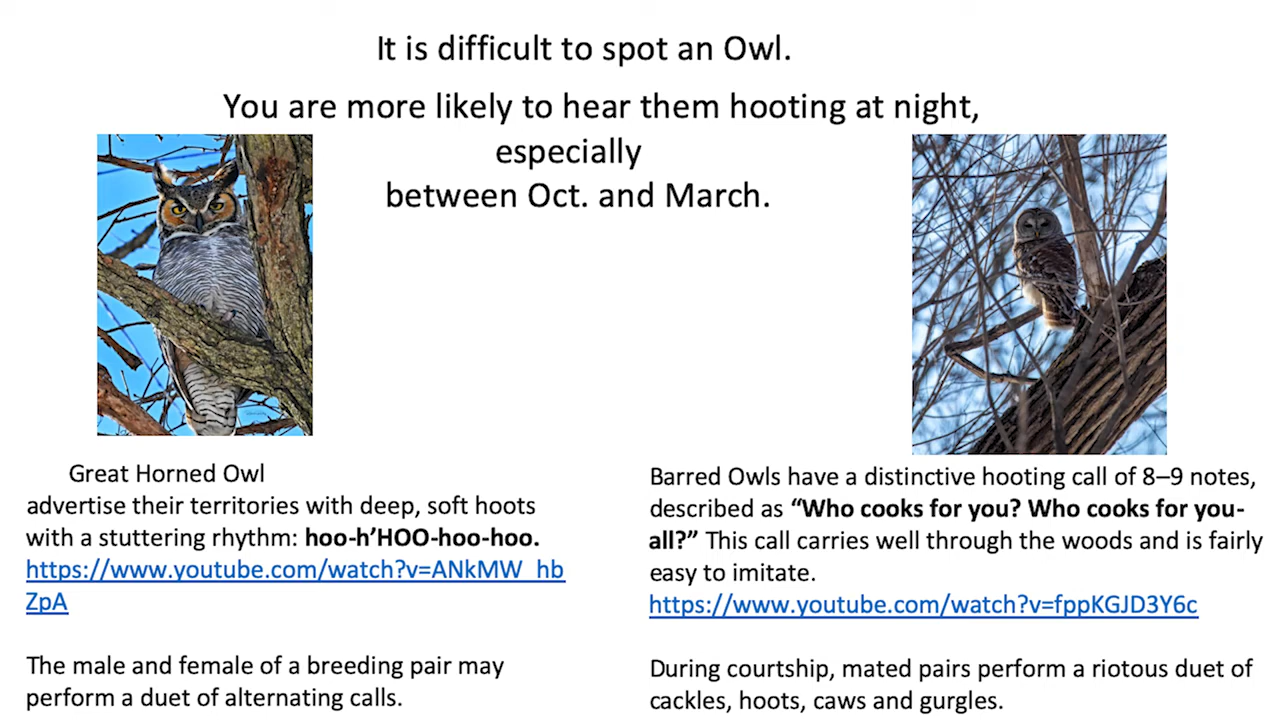 It is difficult to spot an Owl.
You are more likely to hear them hooting at night,
especially
between Oct. and March.
Great Horned Owl
advertise their territories with deep, soft hoots
with a stuttering rhythm: hoo-h’HOO-hoo-hoo.
https://www.youtube.com/watch?v=ANkMW_hb
ZpA
The male and female of a breeding pair may
perform a duet of alternating calls.
Barred Owls have a distinctive hooting call of 8–9 notes,
described as “Who cooks for you? Who cooks for you-
all?” This call carries well through the woods and is fairly
easy to imitate.
https://www.youtube.com/watch?v=fppKGJD3Y6c
During courtship, mated pairs perform a riotous duet of
cackles, hoots, caws and gurgles.